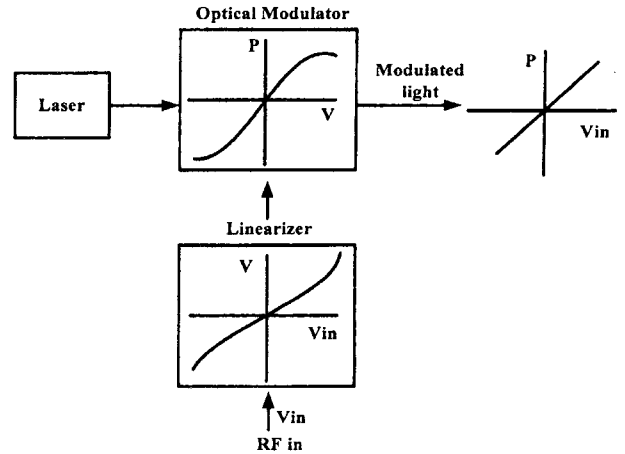 Optical Modulator
P
V
Laser
Modulated
light
P
Vin
Linearizer
V
Vin
Vin
RF in